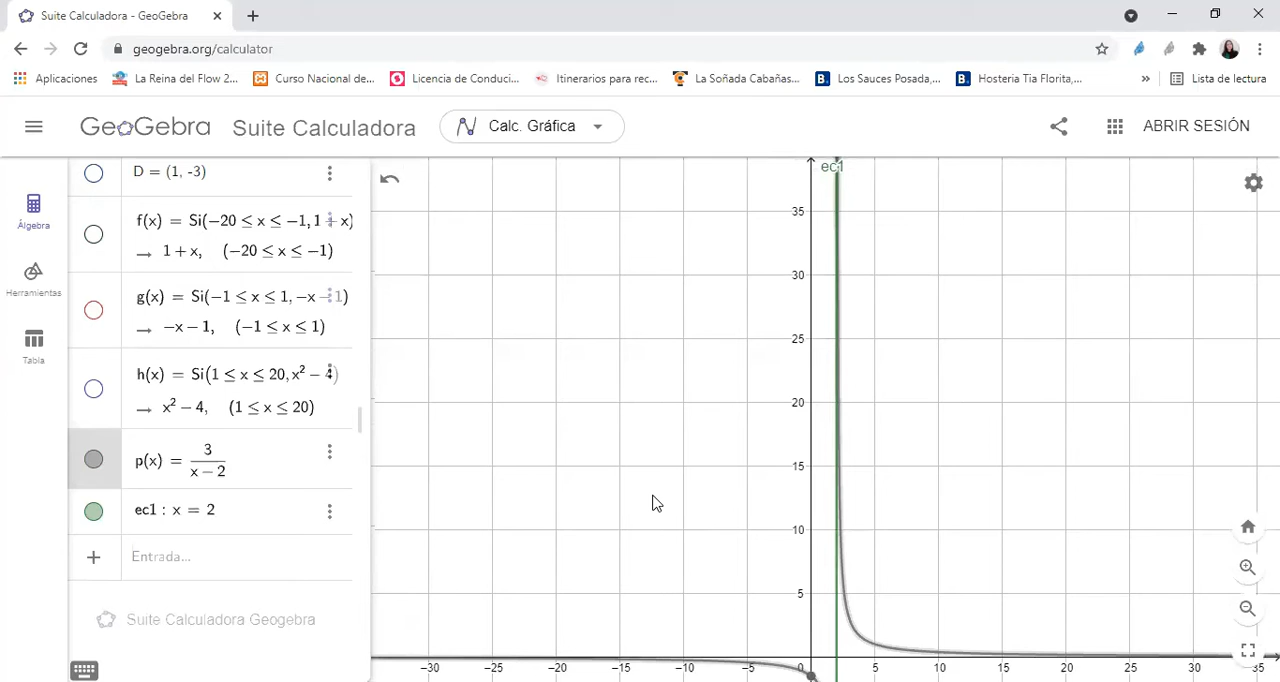 Suite Calculadora - GeoGebra
geogebra.org/calculator
Aplicaciones La Reina del Flow 2... Curso Nacional de... Licencia de Conduci... Itinerarios para rec... La Soñada Cabañas... Los Sauces Posada,... Hosteria Tia Florita,... » Lista de lectura
GeoGebra Suite Calculadora Calc. Gráfica ABRIR SESIÓN
Álgebra
Herramientas
Tabla
D = (1, -3)
f(x) = Si(−20 ≤ x ≤ −1, 1 + x)
→ 1 + x, (−20 ≤ x ≤ −1)
g(x) = Si(−1 ≤ x ≤ 1, −x − 1)
→ −x − 1, (−1 ≤ x ≤ 1)
h(x) = Si(1 ≤ x ≤ 20, x² − 4)
→ x² − 4, (1 ≤ x ≤ 20)
p(x) = 3 / (x − 2)
ec1 : x = 2
Entrada...
Suite Calculadora Geogebra
ec1
35
30
25
20
15
10
5
−30 −25 −20 −15 −10 −5 0 5 10 15 20 25 30 35